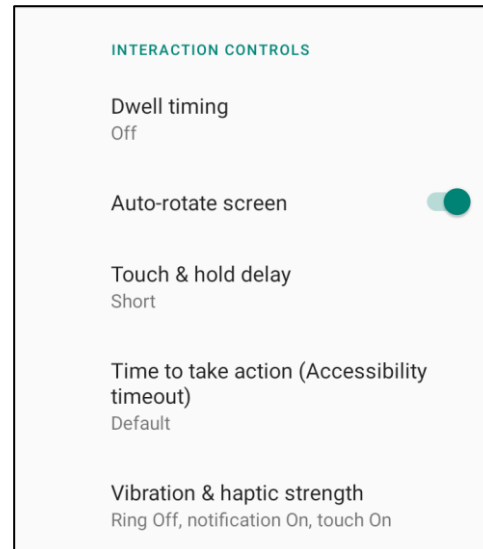 INTERACTION CONTROLS
Dwell timing
Off
Auto-rotate screen
Touch & hold delay
Short
Time to take action (Accessibility
timeout)
Default
Vibration & haptic strength
Ring Off, notification On, touch On